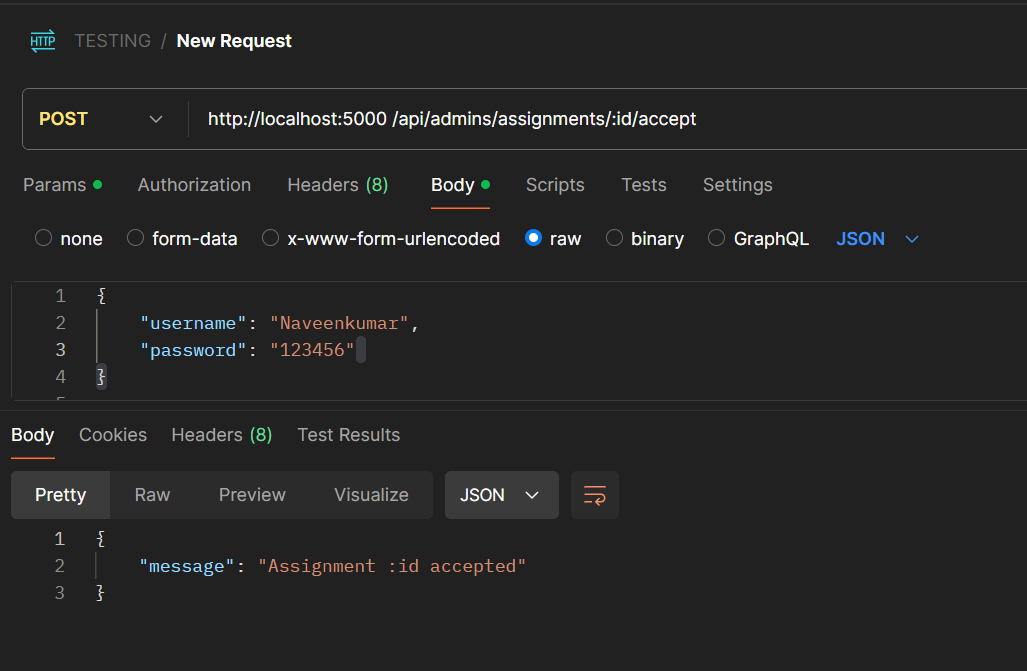 HTTP TESTING / New Request
POST http://localhost:5000 /api/admins/assignments/:id/accept
Params Authorization Headers (8) Body Scripts Tests Settings
none form-data x-www-form-urlencoded raw binary GraphQL JSON
1 {
2 "username": "Naveenkumar",
3 "password": "123456"
4 }
Body Cookies Headers (8) Test Results
Pretty Raw Preview Visualize JSON
1 {
2 "message": "Assignment :id accepted"
3 }